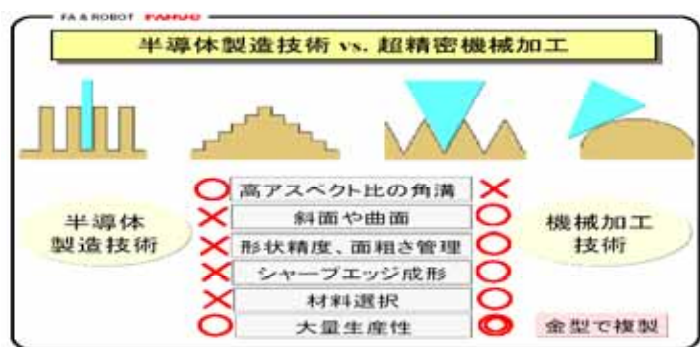 FA & ROBOT FANUC
半導体製造技術 vs. 超精密機械加工
半導体
製造技術
高アスペクト比の角溝
斜面や曲面
形状精度、面粗さ管理
シャープエッジ成形
材料選択
大量生産性
機械加工
技術
金型で複製